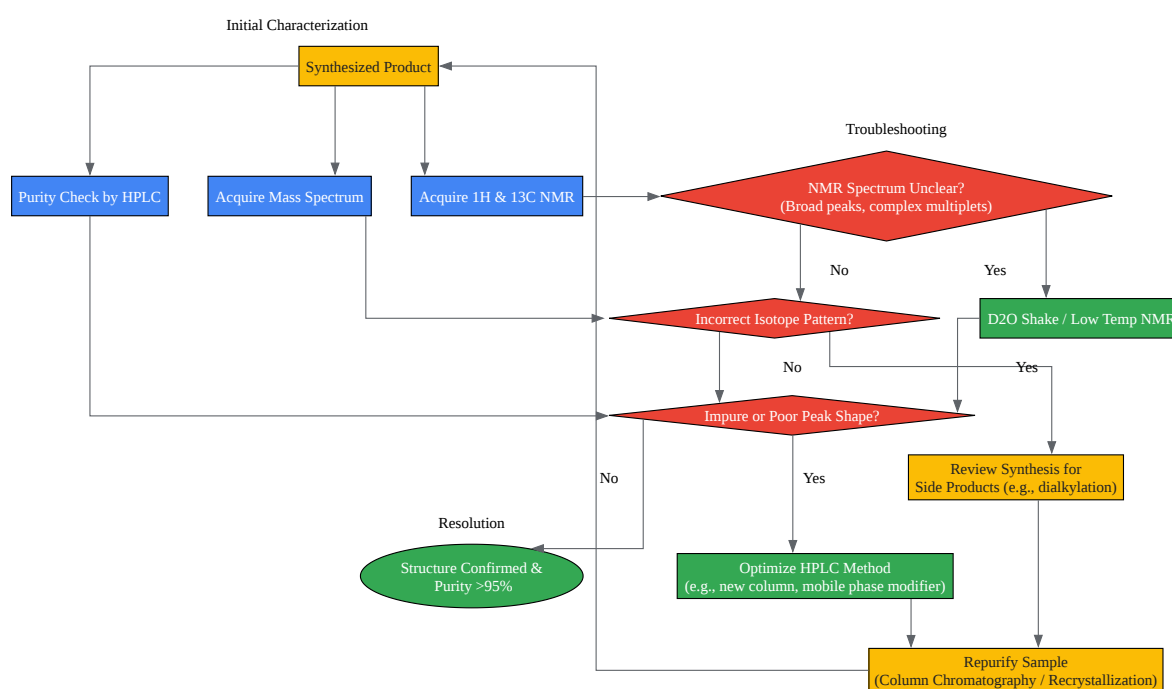 Initial Characterization
Synthesized Product
Troubleshooting
Purity Check by HPLC
Acquire Mass Spectrum
Acquire 1H & 13C NMR
NMR Spectrum Unclear?
(Broad peaks, complex multiplets)
No
Yes
Incorrect Isotope Pattern?
D2O Shake / Low Temp NMR
No
Yes
Impure or Poor Peak Shape?
No
Yes
Review Synthesis for
Side Products (e.g., dialkylation)
Resolution
Structure Confirmed &
Purity >95%
Optimize HPLC Method
(e.g., new column, mobile phase modifier)
Repurify Sample
(Column Chromatography / Recrystallization)